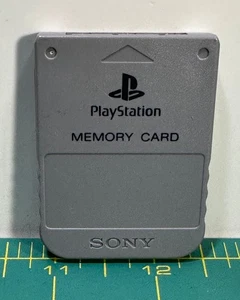 PlayStation
MEMORY CARD
SONY
11 12